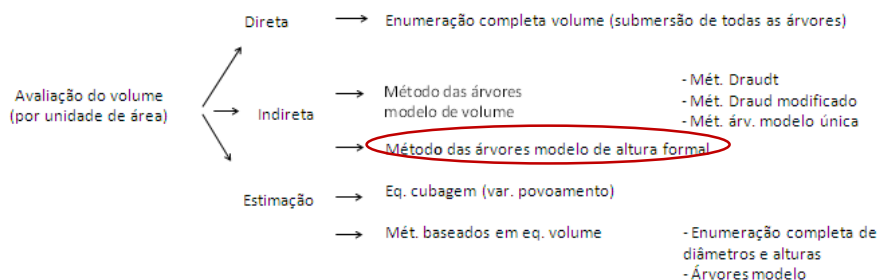 Direta
Enumeração completa volume (submersão de todas as árvores)
Avaliação do volume
(por unidade de área)
Indireta
Método das árvores
modelo de volume
- Mét. Draudt
- Mét. Draud modificado
- Mét. árv. modelo única
Método das árvores modelo de altura formal
Estimação
Eq. cubagem (var. povoamento)
Mét. baseados em eq. volume
- Enumeração completa de
diâmetros e alturas
- Árvores modelo